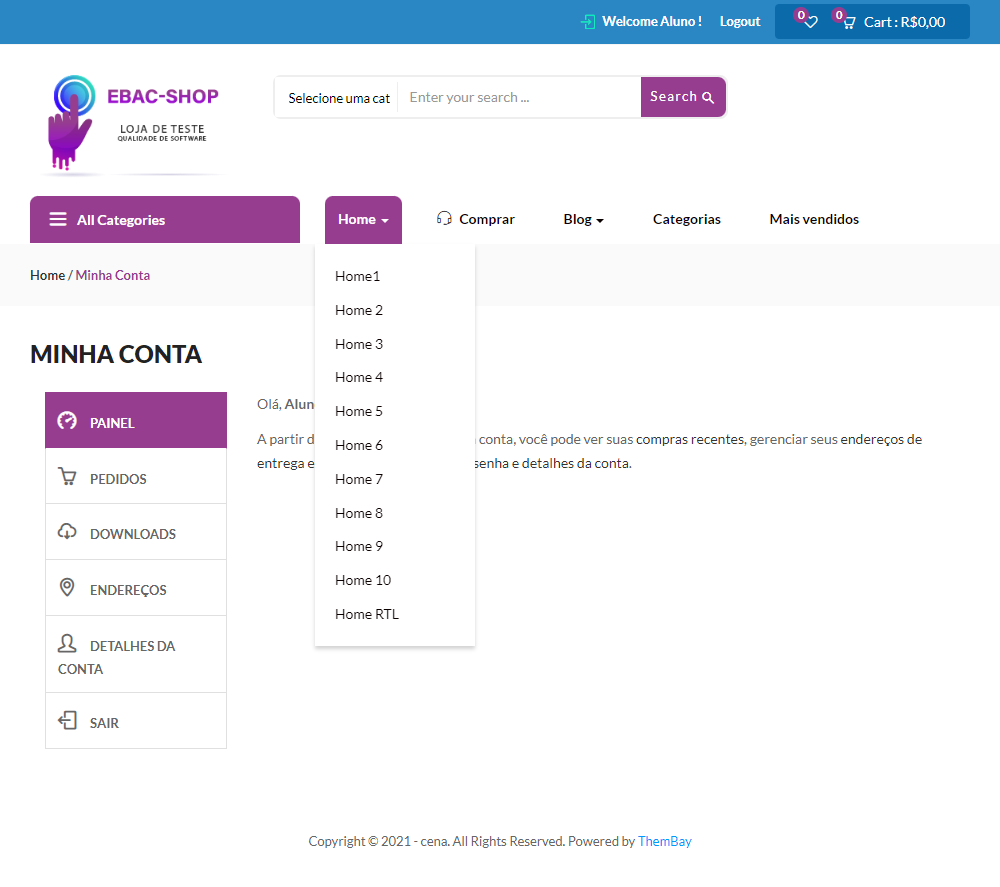 Welcome Aluno ! Logout 0 0 Cart : R$0,00
EBAC-SHOP
LOJA DE TESTE
QUALIDADE DE SOFTWARE
Selecione uma cat Enter your search ... Search
All Categories Home Comprar Blog Categorias Mais vendidos
Home / Minha Conta
Home1
Home 2
Home 3
Home 4
Home 5
Home 6
Home 7
Home 8
Home 9
Home 10
Home RTL
MINHA CONTA
PAINEL
PEDIDOS
DOWNLOADS
ENDEREÇOS
DETALHES DA
CONTA
SAIR
Olá, Alun
A partir d conta, você pode ver suas compras recentes, gerenciar seus endereços de
entrega e senha e detalhes da conta.
Copyright © 2021 - cena. All Rights Reserved. Powered by ThemBay